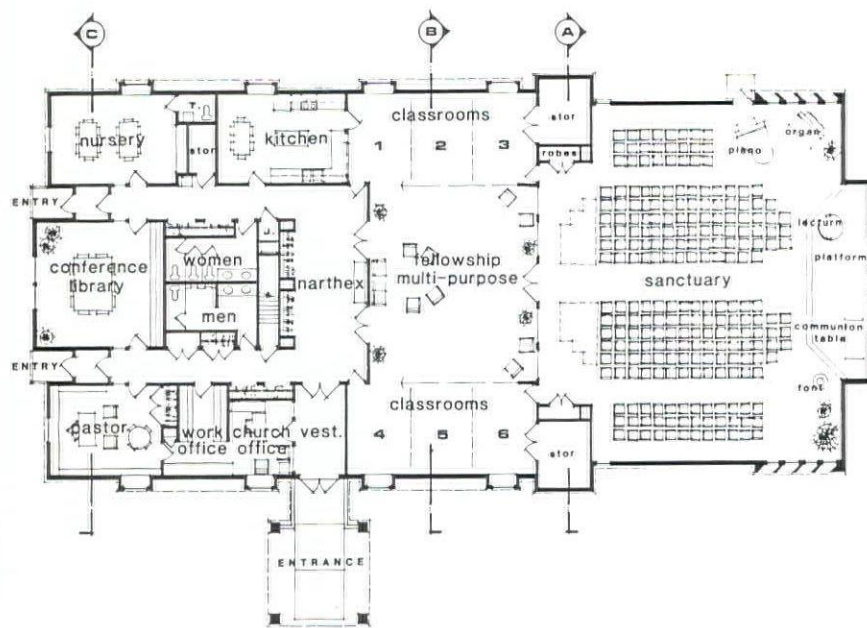 C
B
A
nursery
T.
stor
kitchen
classrooms
1
2
3
stor
robes
piano
organ
ENTRY
conference
library
women
men
J.
narthex
fellowship
multi-purpose
sanctuary
lecturn
platform
communion
table
font
ENTRY
pastor
work
office
church
office
vest.
classrooms
4
5
6
stor
ENTRANCE